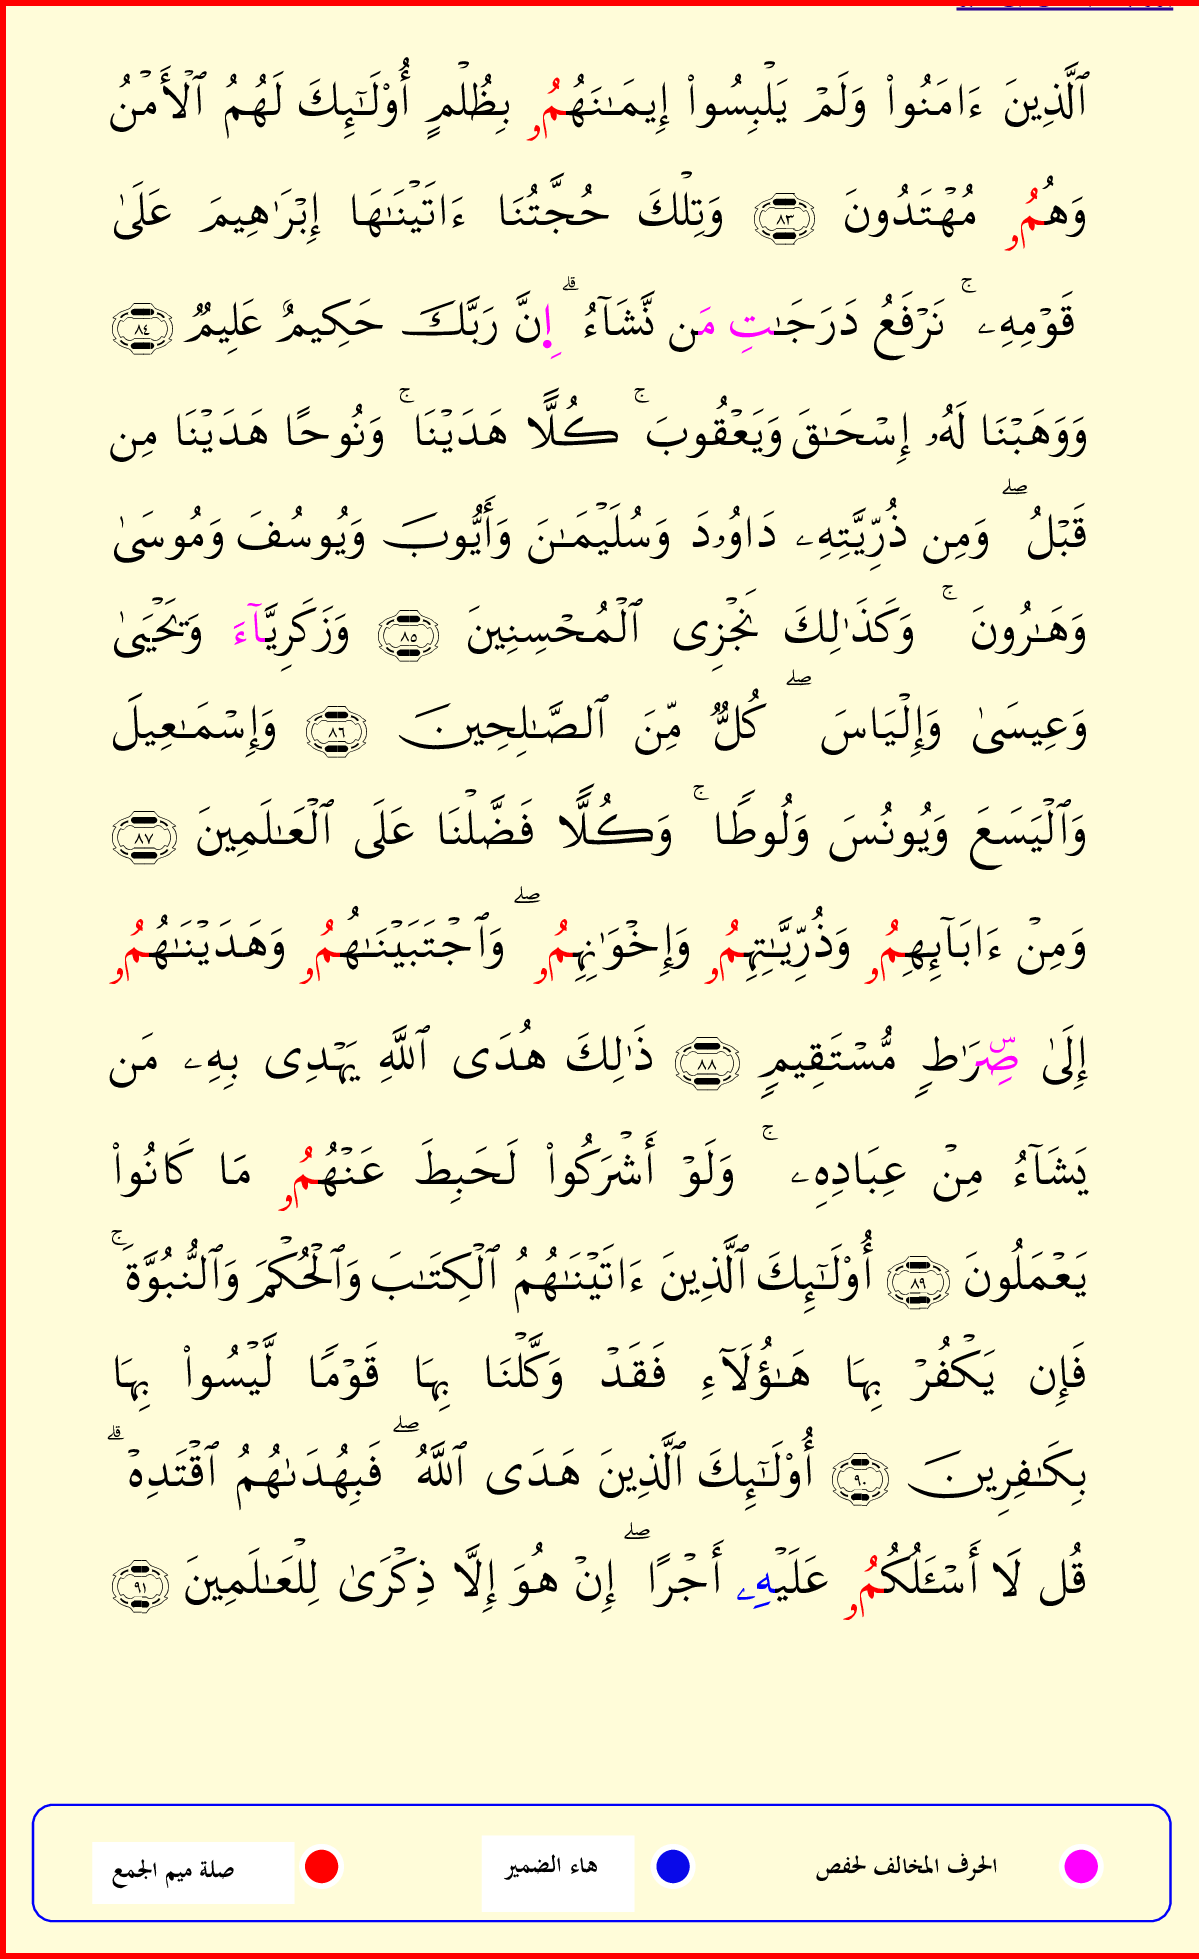 ٱلَّذِينَ ءَامَنُوا۟ وَلَمۡ يَلۡبِسُوا۟ إِيمَـٰنَهُمُۥ بِظُلۡمٍ أُو۟لَـٰٓئِكَ لَهُمُ ٱلۡأَمۡنُ
وَهُمُۥ مُهۡتَدُونَ ٨٣ وَتِلۡكَ حُجَّتُنَا ءَاتَيۡنَـٰهَا إِبۡرَٰهِيمَ عَلَىٰ
قَوۡمِهِۦ ۚ نَرۡفَعُ دَرَجَـٰتِ مَن نَّشَآءُ ۗ إِنَّ رَبَّكَ حَكِيمٌ عَلِيمٌ ٨٤
وَوَهَبۡنَا لَهُۥ إِسۡحَـٰقَ وَيَعۡقُوبَ ۚ كُلًّا هَدَيۡنَا ۚ وَنُوحًا هَدَيۡنَا مِن
قَبۡلُ ۖ وَمِن ذُرِّيَّتِهِۦ دَاوُۥدَ وَسُلَيۡمَـٰنَ وَأَيُّوبَ وَيُوسُفَ وَمُوسَىٰ
وَهَـٰرُونَ ۚ وَكَذَٰلِكَ نَجۡزِى ٱلۡمُحۡسِنِينَ ٨٥ وَزَكَرِيَّآءَ وَيَحۡيَىٰ
وَعِيسَىٰ وَإِلۡيَاسَ ۖ كُلٌّ مِّنَ ٱلصَّـٰلِحِينَ ٨٦ وَإِسۡمَـٰعِيلَ
وَٱلۡيَسَعَ وَيُونُسَ وَلُوطًا ۚ وَكُلًّا فَضَّلۡنَا عَلَى ٱلۡعَـٰلَمِينَ ٨٧
وَمِنۡ ءَابَآئِهِمُۥ وَذُرِّيَّـٰتِهِمُۥ وَإِخۡوَٰنِهِمُۥ ۖ وَٱجۡتَبَيۡنَـٰهُمُۥ وَهَدَيۡنَـٰهُمُۥ
إِلَىٰ صِّرَٰطٍ مُّسۡتَقِيمٍ ٨٨ ذَٰلِكَ هُدَى ٱللَّهِ يَهۡدِى بِهِۦ مَن
يَشَآءُ مِنۡ عِبَادِهِۦ ۚ وَلَوۡ أَشۡرَكُوا۟ لَحَبِطَ عَنۡهُمُۥ مَا كَانُوا۟
يَعۡمَلُونَ ٨٩ أُو۟لَـٰٓئِكَ ٱلَّذِينَ ءَاتَيۡنَـٰهُمُ ٱلۡكِتَـٰبَ وَٱلۡحُكۡمَ وَٱلنُّبُوَّةَ ۚ
فَإِن يَكۡفُرۡ بِهَا هَـٰٓؤُلَآءِ فَقَدۡ وَكَّلۡنَا بِهَا قَوۡمًا لَّيۡسُوا۟ بِهَا
بِكَـٰفِرِينَ ٩٠ أُو۟لَـٰٓئِكَ ٱلَّذِينَ هَدَى ٱللَّهُ ۖ فَبِهُدَىٰهُمُ ٱقۡتَدِهۡ ۗ
قُل لَا أَسۡـَٔلُكُمُۥ عَلَيۡهِۦ أَجۡرًا ۖ إِنۡ هُوَ إِلَّا ذِكۡرَىٰ لِلۡعَـٰلَمِينَ ٩١
الحرف المخالف لحفص هاء الضمير صلة ميم الجمع